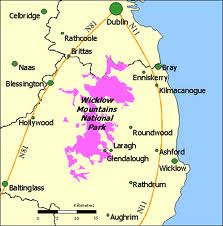 Celbridge
Dublin
N81
N11
Rathcoole
Brittas
Naas
Bray
Enniskerry
Blessington
Kilmacanogue
Wicklow
Mountains
National
Park
Hollywood
Roundwood
N81
Laragh
Ashford
Glendalough
Wicklow
Baltinglass
Rathdrum
Kilometres
N11
Aughrim